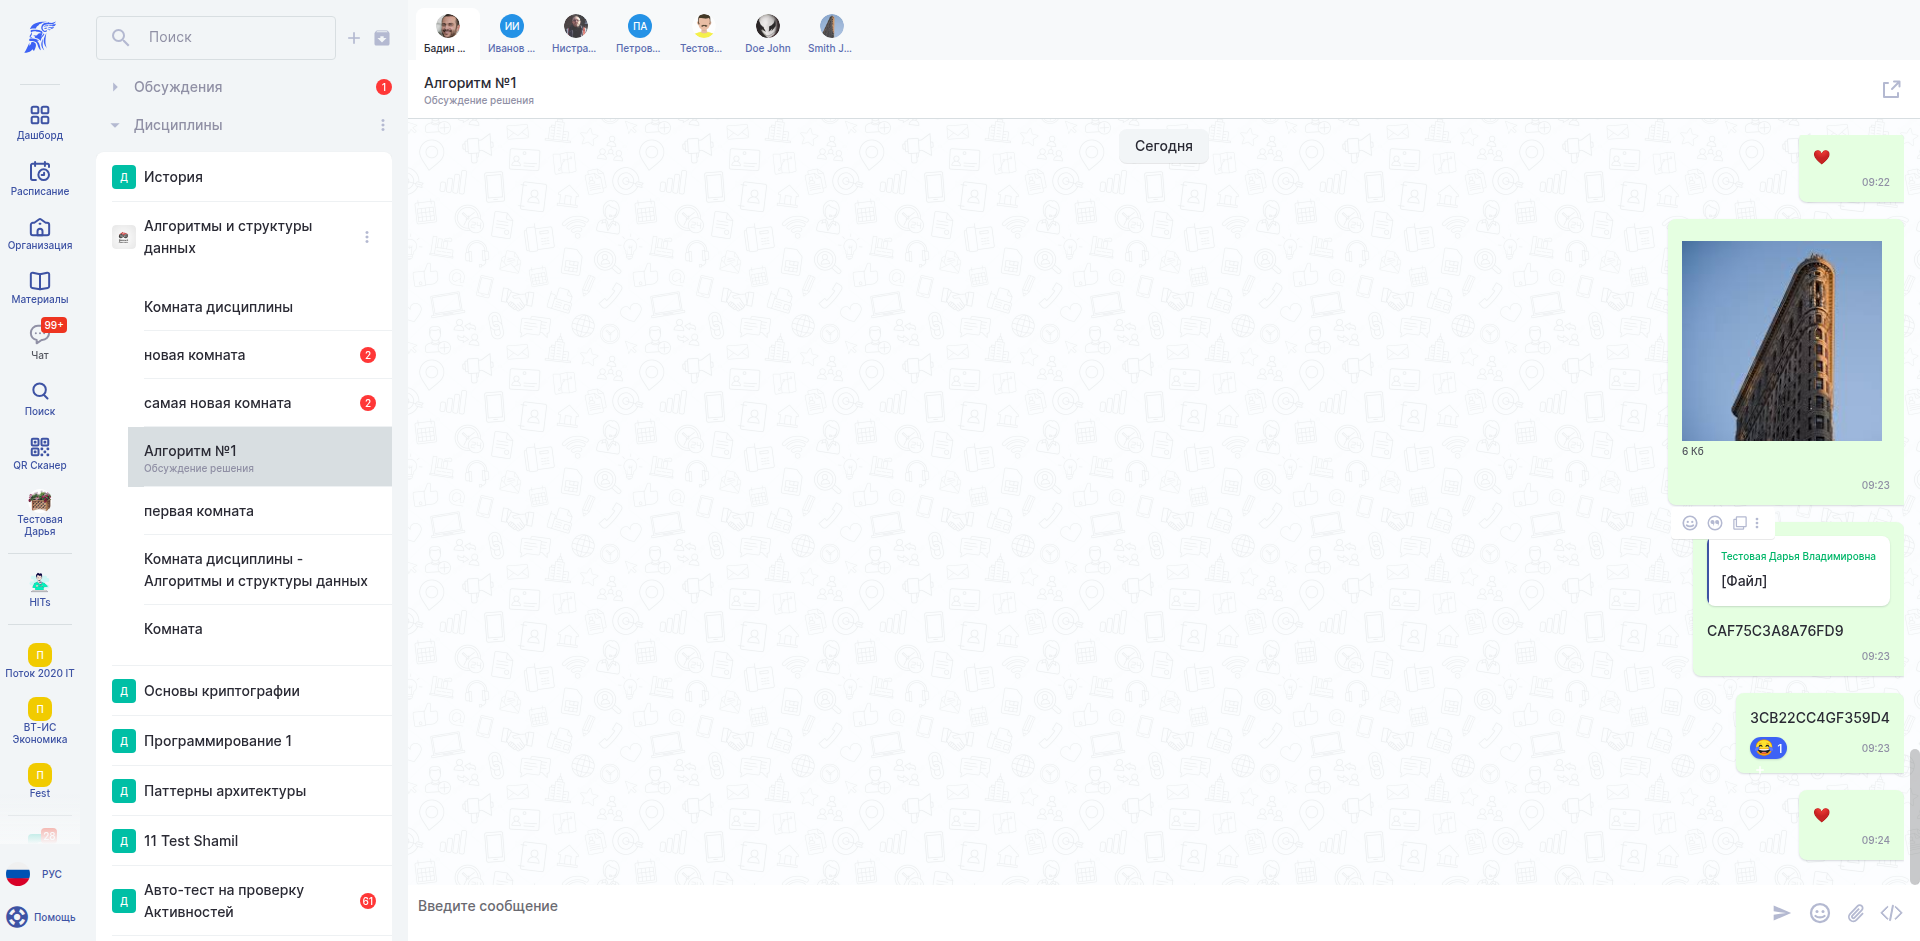 Дашборд
Расписание
Организация
Материалы
99+
Чат
Поиск
QR Сканер
Тестовая
Дарья
HITs
П
Поток 2020 IT
П
ВТ-ИС
Экономика
П
Fest
28
РУС
Помощь
Поиск
Обсуждения
1
Дисциплины
Д
История
Алгоритмы и структуры
данных
Комната дисциплины
новая комната
2
самая новая комната
2
Алгоритм №1
Обсуждение решения
первая комната
Комната дисциплины -
Алгоритмы и структуры данных
Комната
Д
Основы криптографии
Д
Программирование 1
Д
Паттерны архитектуры
Д
11 Test Shamil
Д
Авто-тест на проверку
Активностей
61
Бадин ...
ИИ
Иванов ...
Нистра...
ПА
Петров...
Тестов...
Doe John
Smith J...
Алгоритм №1
Обсуждение решения
Сегодня
09:22
6 Кб
09:23
Тестовая Дарья Владимировна
[Файл]
CAF75C3A8A76FD9
09:23
3CB22CC4GF359D4
1
09:23
09:24
Введите сообщение